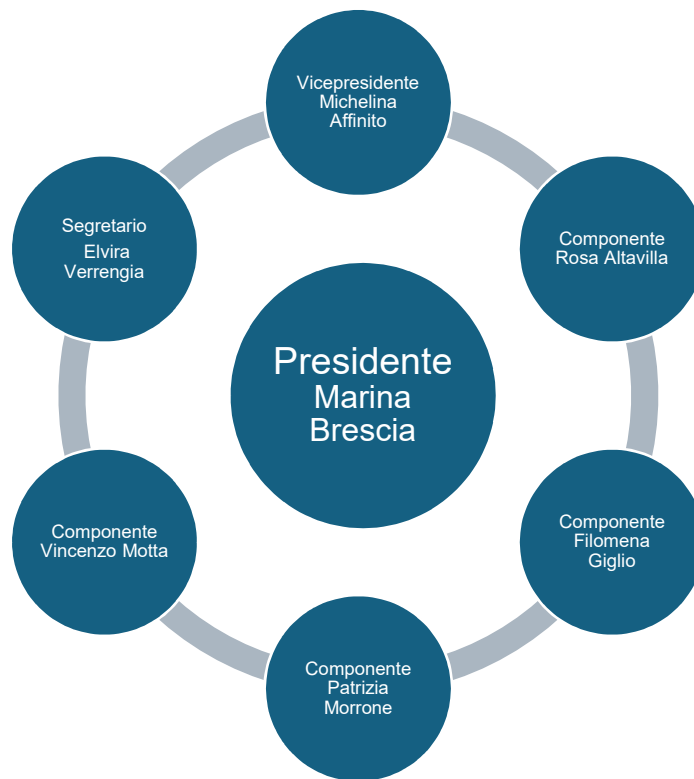 Vicepresidente
Michelina
Affinito
Segretario
Elvira
Verrengia
Componente
Rosa Altavilla
Presidente
Marina
Brescia
Componente
Vincenzo Motta
Componente
Filomena
Giglio
Componente
Patrizia
Morrone